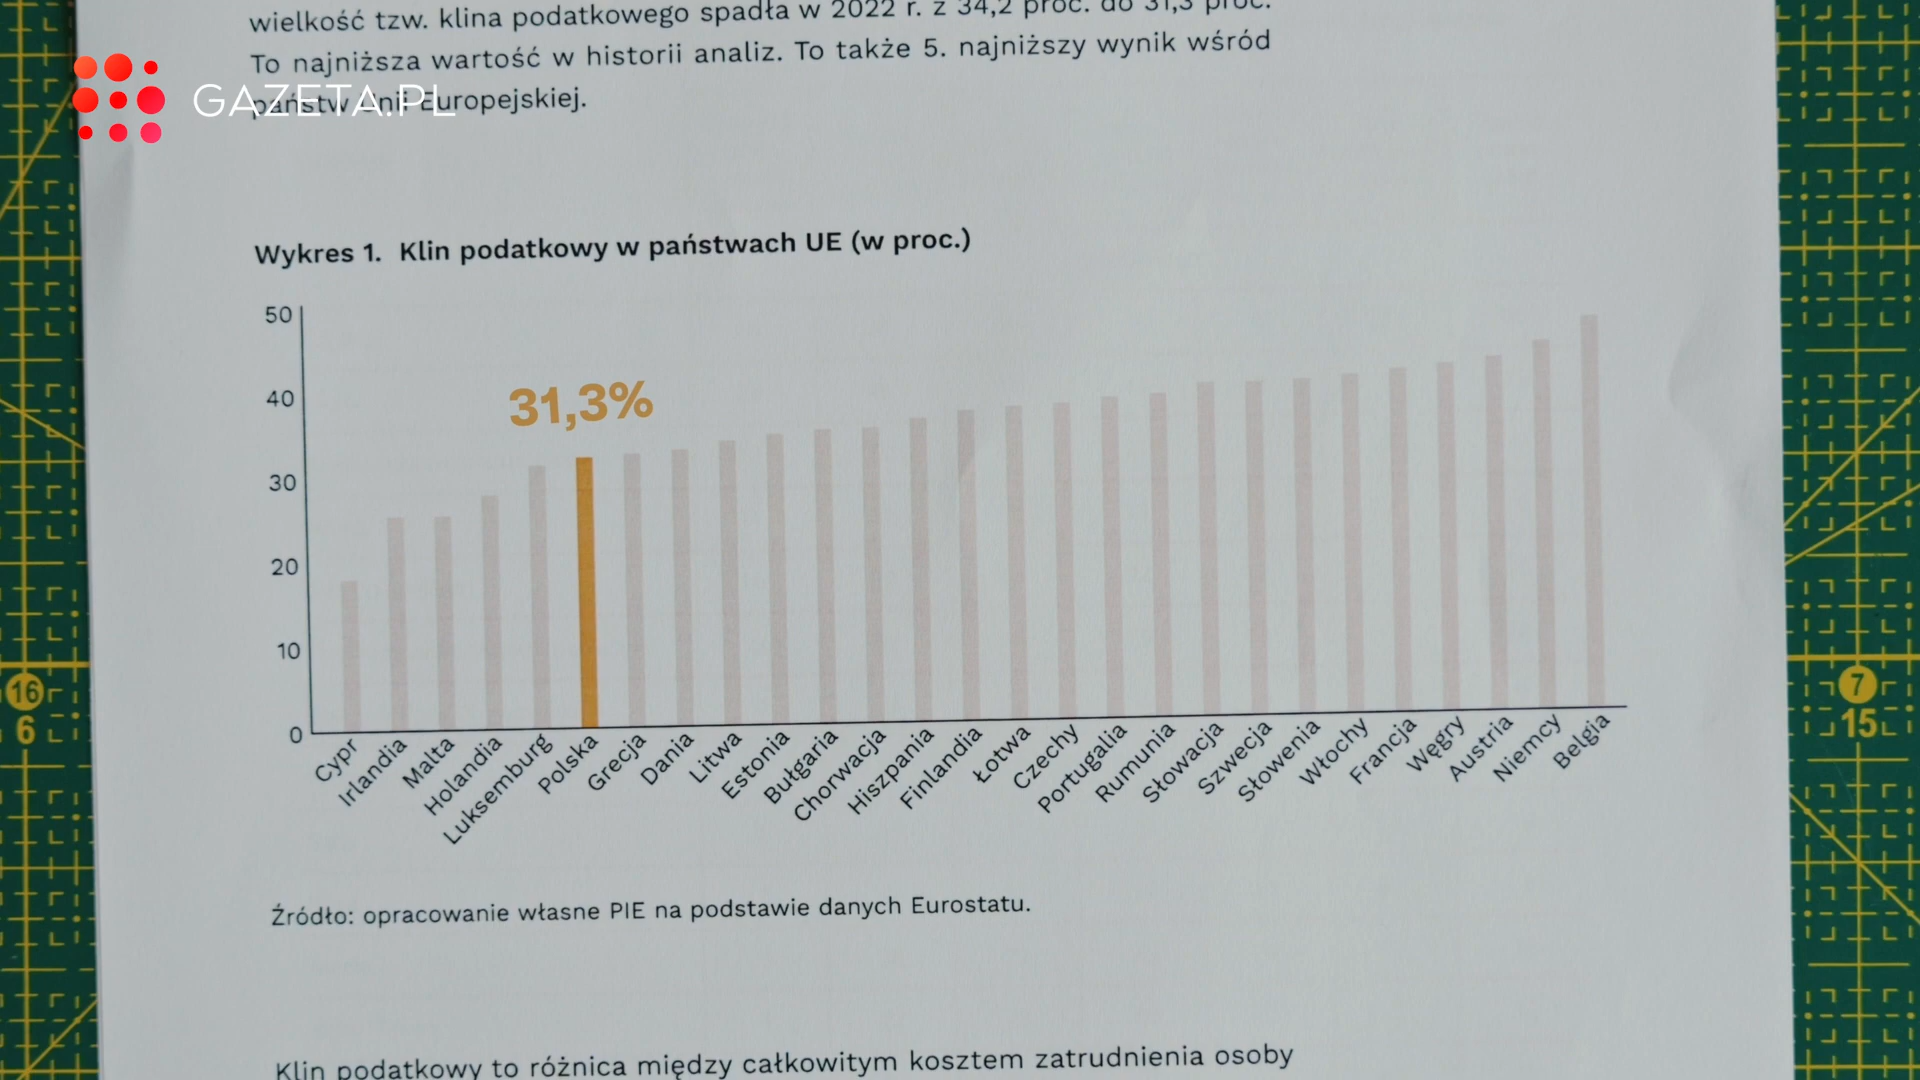 wielkość tzw. klina podatkowego spadła w 2022 r. z 34,2 proc. do 31,3 proc.
To najniższa wartość w historii analiz. To także 5. najniższy wynik wśród
państw Unii Europejskiej.
GAZETA.PL
Wykres 1. Klin podatkowy w państwach UE (w proc.)
50
40
30
20
10
0
31,3%
Cypr
Irlandia
Malta
Holandia
Luksemburg
Polska
Grecja
Dania
Litwa
Estonia
Bułgaria
Chorwacja
Hiszpania
Finlandia
Łotwa
Czechy
Portugalia
Rumunia
Słowacja
Szwecja
Słowenia
Włochy
Francja
Węgry
Austria
Niemcy
Belgia
Źródło: opracowanie własne PIE na podstawie danych Eurostatu.
Klin podatkowy to różnica między całkowitym kosztem zatrudnienia osoby
16
6
7
15